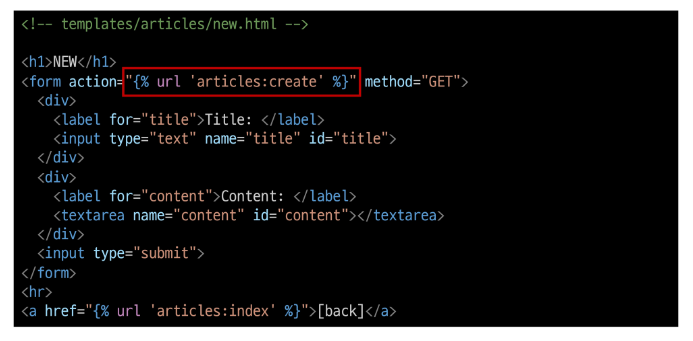 <!-- templates/articles/new.html -->
<h1>NEW</h1>
<form action="{% url 'articles:create' %}" method="GET">
<div>
<label for="title">Title: </label>
<input type="text" name="title" id="title">
</div>
<div>
<label for="content">Content: </label>
<textarea name="content" id="content"></textarea>
</div>
<input type="submit">
</form>
<hr>
<a href="{% url 'articles:index' %}">[back]</a>